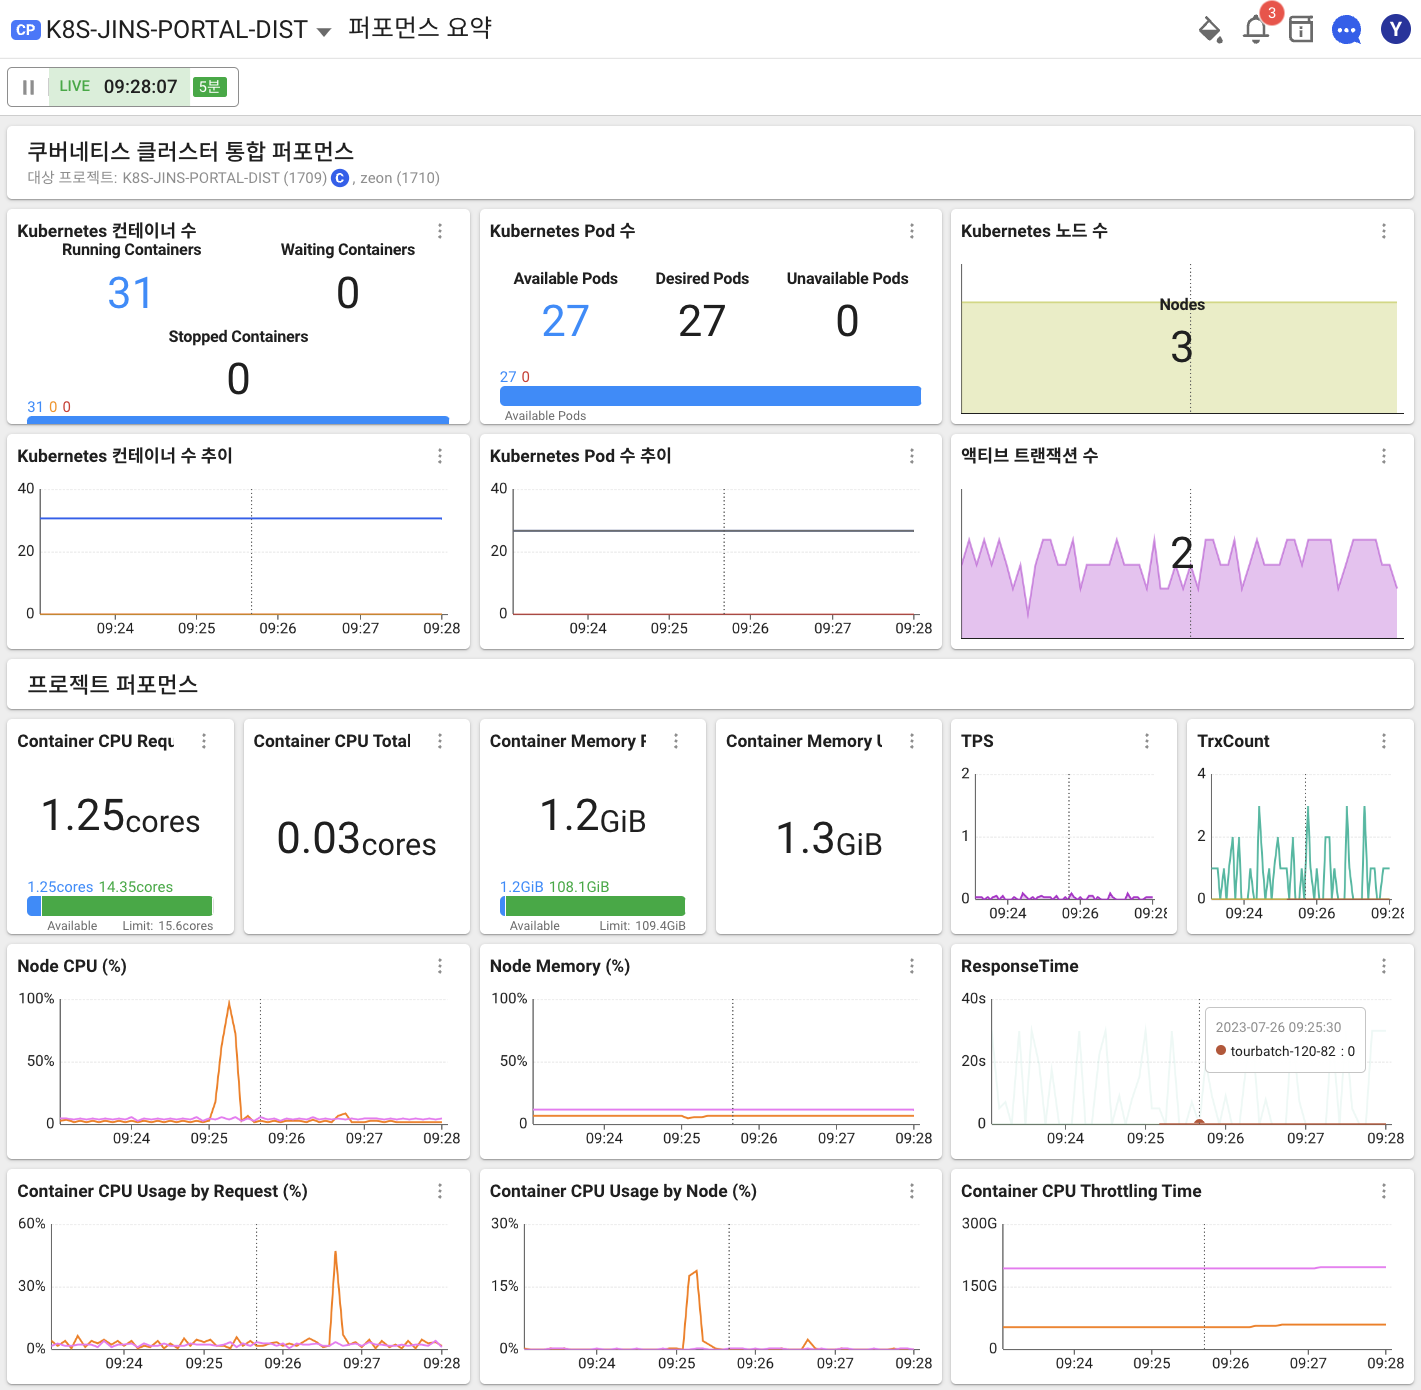 CP K8S-JINS-PORTAL-DIST 퍼포먼스 요약
3
Y
LIVE 09:28:07 5분
쿠버네티스 클러스터 통합 퍼포먼스
대상 프로젝트: K8S-JINS-PORTAL-DIST (1709) C , zeon (1710)
Kubernetes 컨테이너 수
Running Containers Waiting Containers
31 0
Stopped Containers
0
31 0 0
Kubernetes Pod 수
Available Pods Desired Pods Unavailable Pods
27 27 0
27 0
Available Pods
Kubernetes 노드 수
Nodes
3
Kubernetes 컨테이너 수 추이
40
20
0
09:24 09:25 09:26 09:27 09:28
Kubernetes Pod 수 추이
40
20
0
09:24 09:25 09:26 09:27 09:28
액티브 트랜잭션 수
2
프로젝트 퍼포먼스
Container CPU Requ
1.25cores
1.25cores 14.35cores
Available Limit: 15.6cores
Container CPU Total
0.03cores
Container Memory
1.2GiB
1.2GiB 108.1GiB
Available Limit: 109.4GiB
Container Memory
1.3GiB
TPS
2
1
0
09:24 09:26 09:28
TrxCount
4
2
0
09:24 09:26 09:28
Node CPU (%)
100%
50%
0
09:24 09:25 09:26 09:27 09:28
Node Memory (%)
100%
50%
0
09:24 09:25 09:26 09:27 09:28
ResponseTime
40s
20s
0
2023-07-26 09:25:30
tourbatch-120-82 : 0
09:24 09:25 09:26 09:27 09:28
Container CPU Usage by Request (%)
60%
30%
0%
09:24 09:25 09:26 09:27 09:28
Container CPU Usage by Node (%)
30%
15%
0%
09:24 09:25 09:26 09:27 09:28
Container CPU Throttling Time
300G
150G
0
09:24 09:25 09:26 09:27 09:28